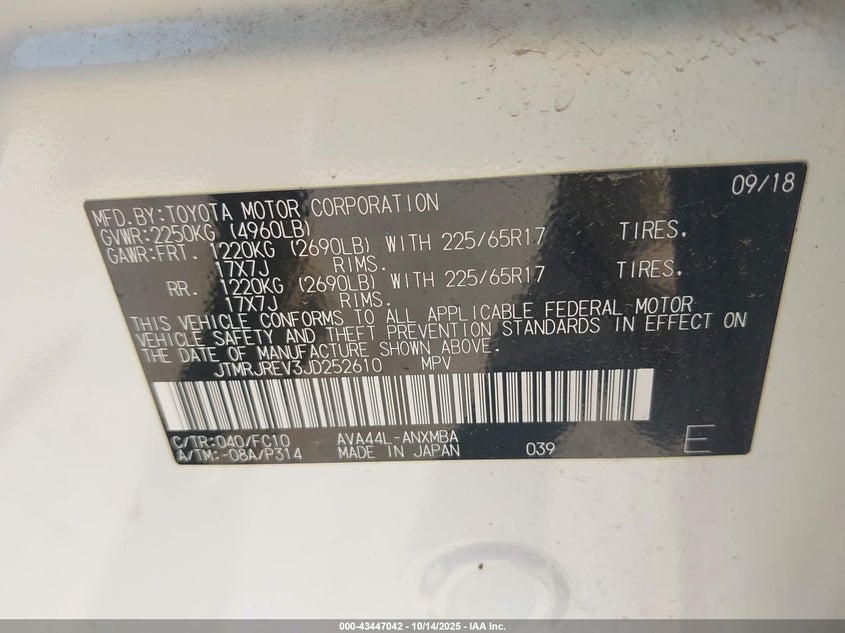 09/18
MFD.BY:TOYOTA MOTOR CORPORATION
GVWR:2250KG (4960LB)
GAWR:FRT. 1220KG (2690LB) WITH 225/65R17 TIRES.
17X7J RIMS.
RR. 1220KG (2690LB) WITH 225/65R17 TIRES.
17X7J RIMS.
THIS VEHICLE CONFORMS TO ALL APPLICABLE FEDERAL MOTOR
VEHICLE SAFETY AND THEFT PREVENTION STANDARDS IN EFFECT ON
THE DATE OF MANUFACTURE SHOWN ABOVE.
JTMRJREV3JD252610 MPV
C/TR:040/FC10 AVA44L-ANXMBA E
A/TM:-08A/P314 MADE IN JAPAN 039
000-43447042 - 10/14/2025 - IAA Inc.